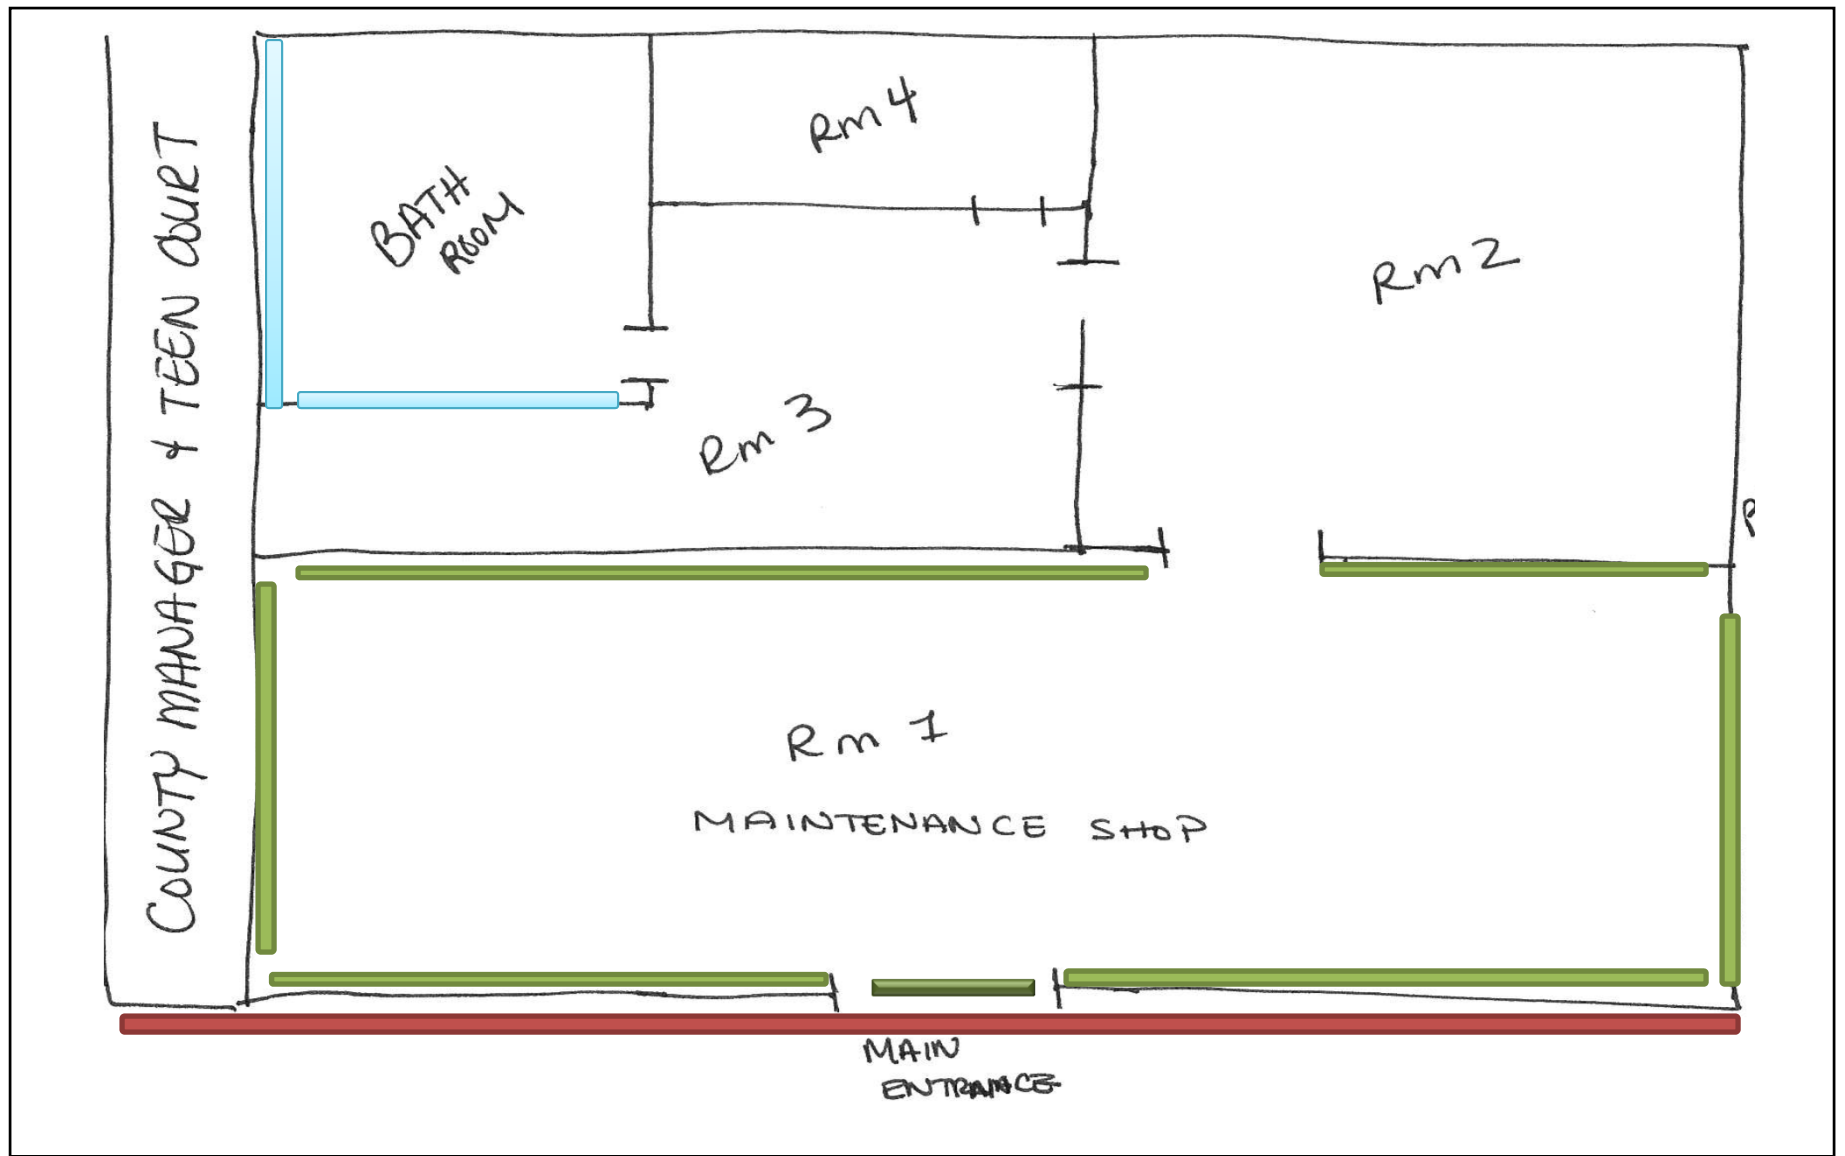 Rm 4
BATH
ROOM
Rm 2
Rm 3
COUNTY MANAGER & TEEN COURT
Rm 1
MAINTENANCE SHOP
MAIN
ENTRANCE